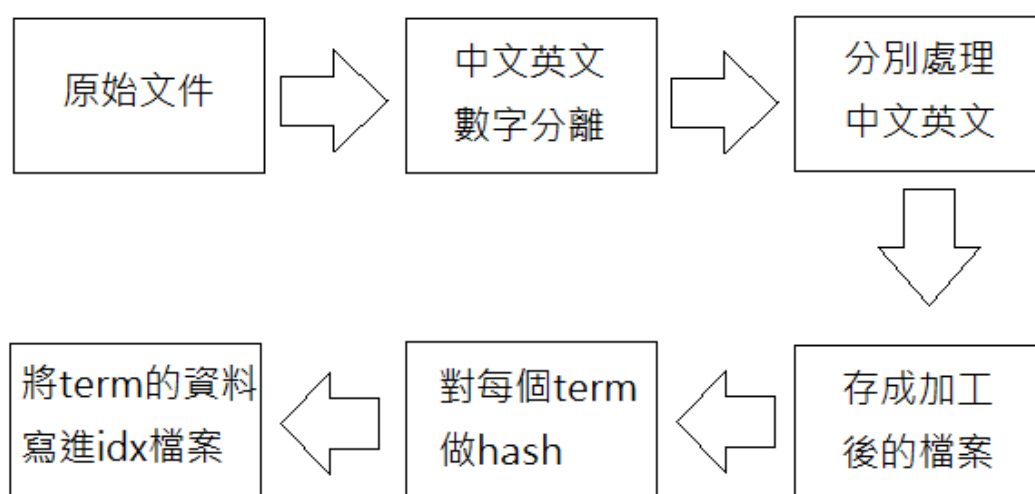 原始文件
中文英文
數字分離
分別處理
中文英文
存成加工
後的檔案
對每個term
做hash
將term的資料
寫進idx檔案